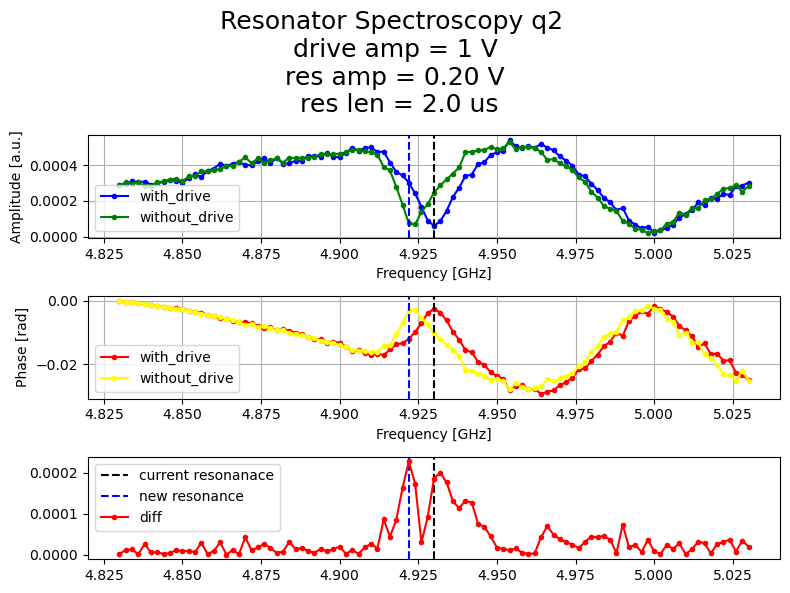 Resonator Spectroscopy q2
drive amp = 1 V
res amp = 0.20 V
res len = 2.0 us
Amplitude [a.u.]
0.0004
0.0002
0.0000
with_drive
without_drive
4.825 4.850 4.875 4.900 4.925 4.950 4.975 5.000 5.025
Frequency [GHz]
Phase [rad]
0.00
−0.02
with_drive
without_drive
4.825 4.850 4.875 4.900 4.925 4.950 4.975 5.000 5.025
Frequency [GHz]
0.0002
0.0001
0.0000
current resonanace
new resonance
diff
4.825 4.850 4.875 4.900 4.925 4.950 4.975 5.000 5.025